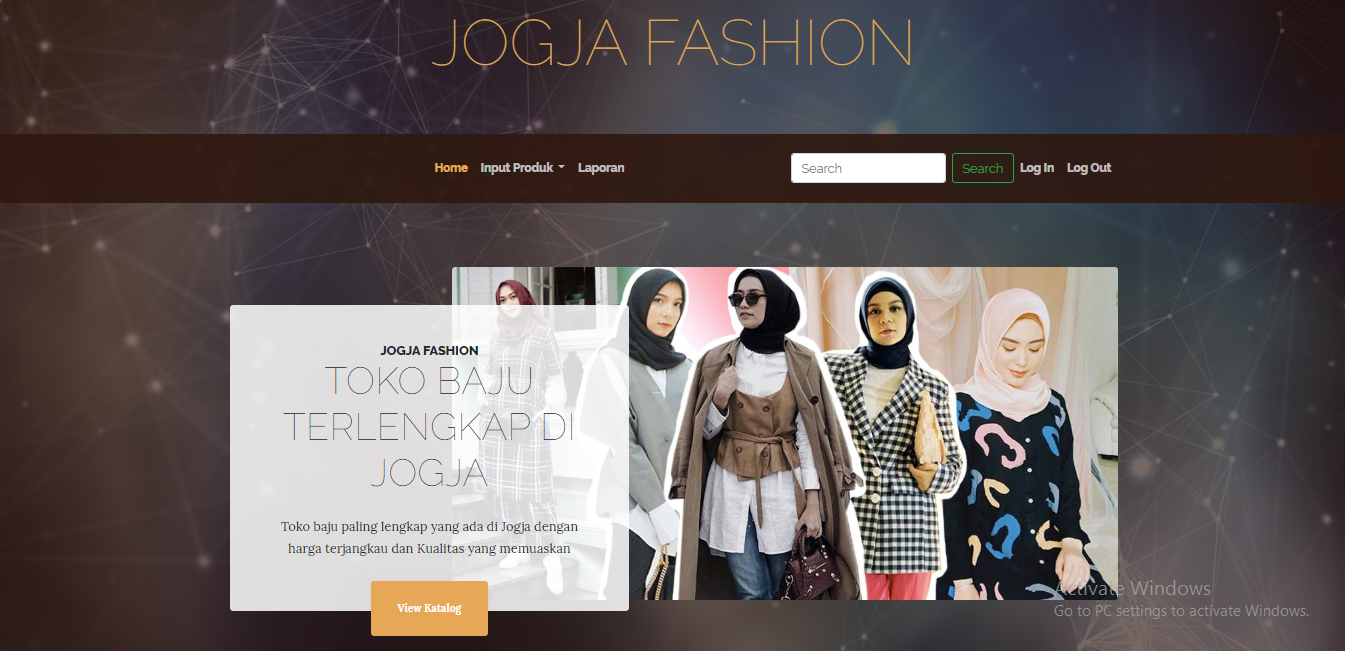 JOGJA FASHION
Home Input Produk Laporan Search Search Log In Log Out
JOGJA FASHION
TOKO BAJU
TERLENGKAP DI
JOGJA
Toko baju paling lengkap yang ada di Jogja dengan
harga terjangkau dan Kualitas yang memuaskan
View Katalog
Activate Windows
Go to PC settings to activate Windows.